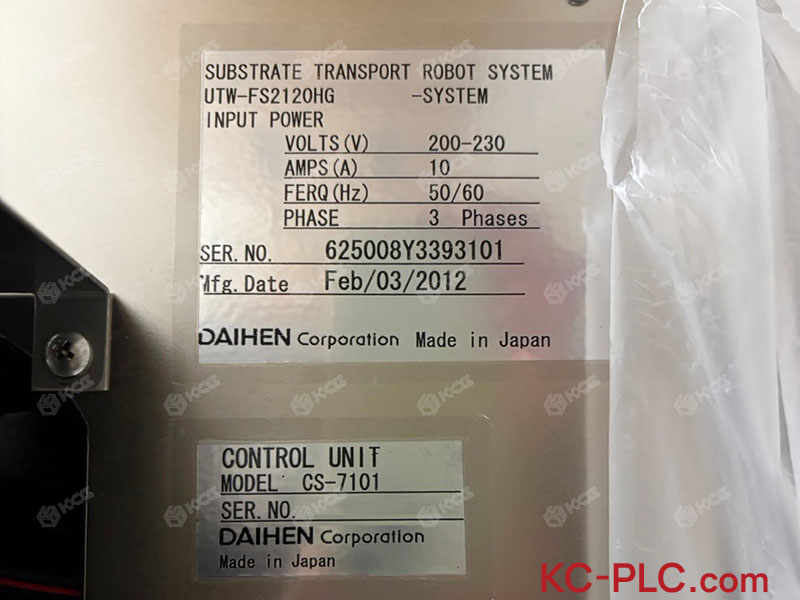 SUBSTRATE TRANSPORT ROBOT SYSTEM
UTW-FS2120HG -SYSTEM
INPUT POWER
VOLTS(V) 200-230
AMPS(A) 10
FERQ(Hz) 50/60
PHASE 3 Phases
SER. NO. 625008Y3393101
Mfg. Date Feb/03/2012
DAIHEN Corporation Made in Japan
CONTROL UNIT
MODEL CS-7101
SER. NO.
DAIHEN Corporation
Made in Japan
KC-PLC.com